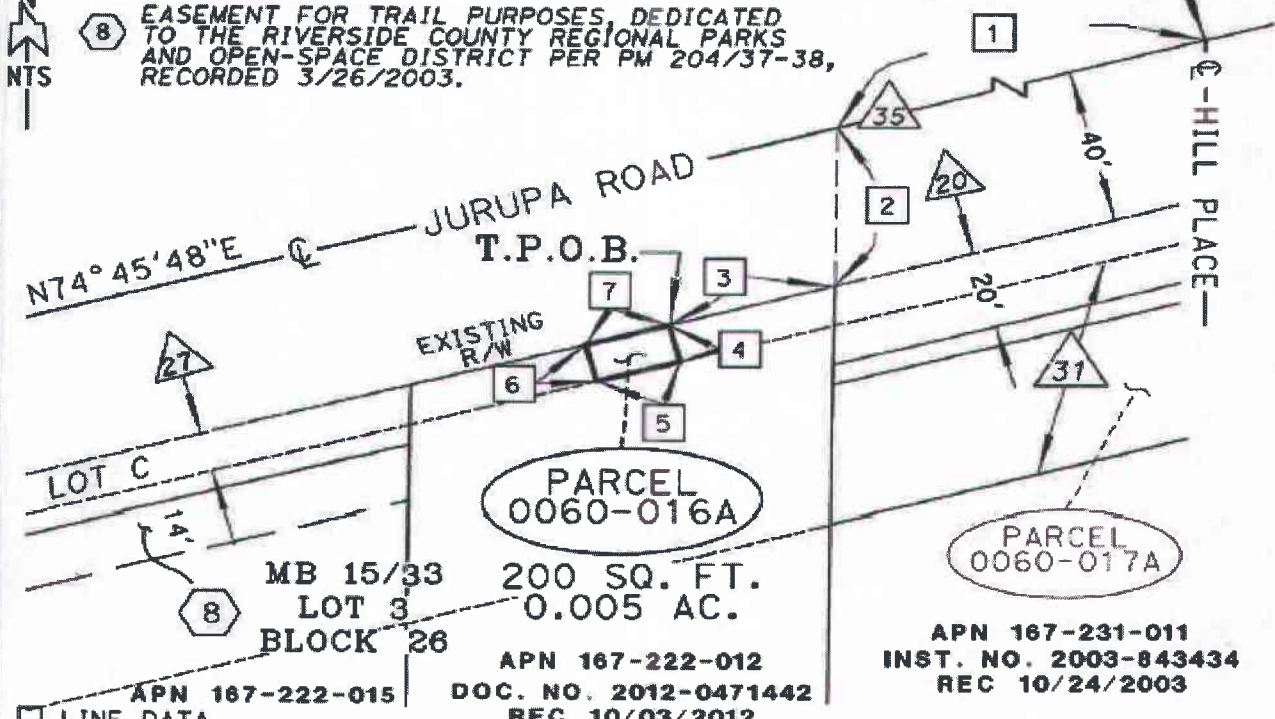 N
NTS
8
EASEMENT FOR TRAIL PURPOSES, DEDICATED
TO THE RIVERSIDE COUNTY REGIONAL PARKS
AND OPEN-SPACE DISTRICT PER PM 204/37-38,
RECORDED 3/26/2003.
1
℄-HILL PLACE
35
40'
JURUPA ROAD
20
2
T.P.O.B.
N74°45'48"E ℄
3
7
20'
EXISTING
R/W
4
27
31
6
5
LOT C
PARCEL
0060-016A
PARCEL
0060-017A
14'
MB 15/33
LOT 3
BLOCK 26
200 SQ. FT.
0.005 AC.
8
APN 167-231-011
INST. NO. 2003-843434
REC 10/24/2003
APN 167-222-012
DOC. NO. 2012-0471442
REC 10/03/2012
APN 167-222-015
LINE DATA